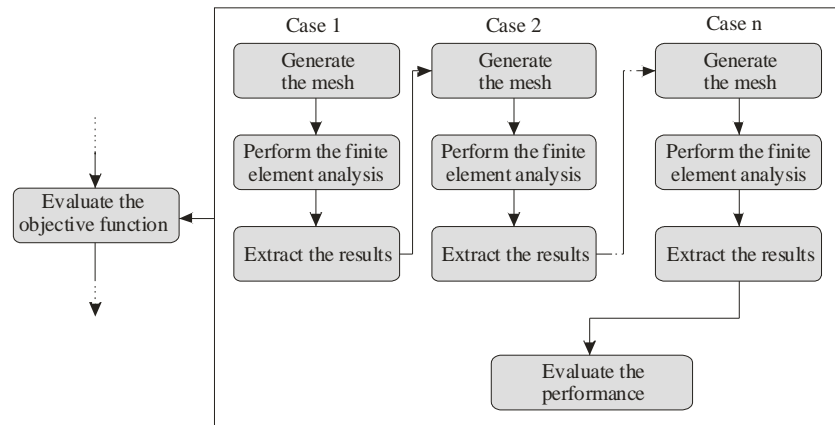 Case 1
Case 2
Case n
Generate
the mesh
Generate
the mesh
Generate
the mesh
Perform the finite
element analysis
Perform the finite
element analysis
Perform the finite
element analysis
Evaluate the
objective function
Extract the results
Extract the results
Extract the results
Evaluate the
performance